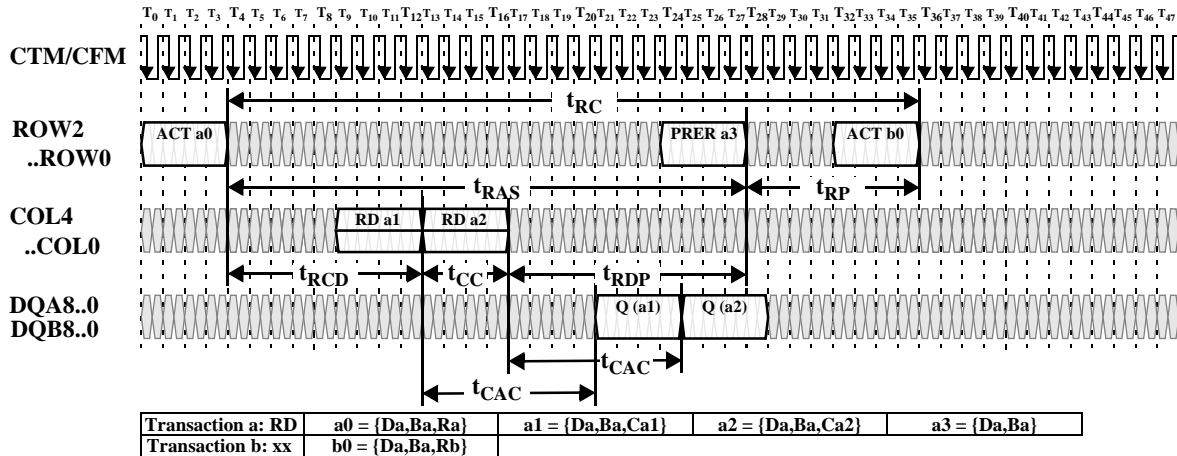 T0 T1 T2 T3 T4 T5 T6 T7 T8 T9 T10 T11 T12 T13 T14 T15 T16 T17 T18 T19 T20 T21 T22 T23 T24 T25 T26 T27 T28 T29 T30 T31 T32 T33 T34 T35 T36 T37 T38 T39 T40 T41 T42 T43 T44 T45 T46 T47
CTM/CFM
tRC
ROW2 ACT a0 PRER a3 ACT b0
..ROW0
tRAS tRP
COL4 RD a1 RD a2
..COL0
tRCD tCC tRDP
DQA8..0 Q (a1) Q (a2)
DQB8..0
tCAC
tCAC
Transaction a: RD a0 = {Da,Ba,Ra} a1 = {Da,Ba,Ca1} a2 = {Da,Ba,Ca2} a3 = {Da,Ba}
Transaction b: xx b0 = {Da,Ba,Rb}